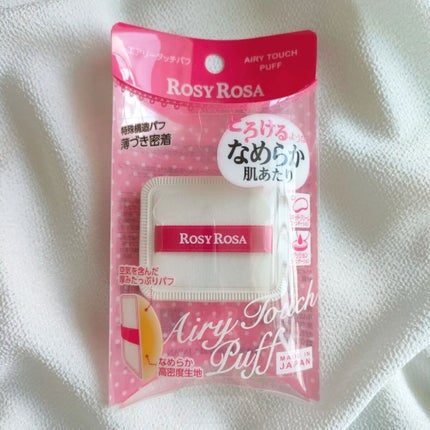 エアリータッチパフ
AIRY TOUCH
PUFF
ROSY ROSA
特殊構造パフ
薄づき密着
とろけるような
なめらか
肌あたり
ROSY ROSA
空気を含んだ
厚みたっぷりパフ
なめらか
高密度生地
Airy Touch
Puff
MADE IN
JAPAN